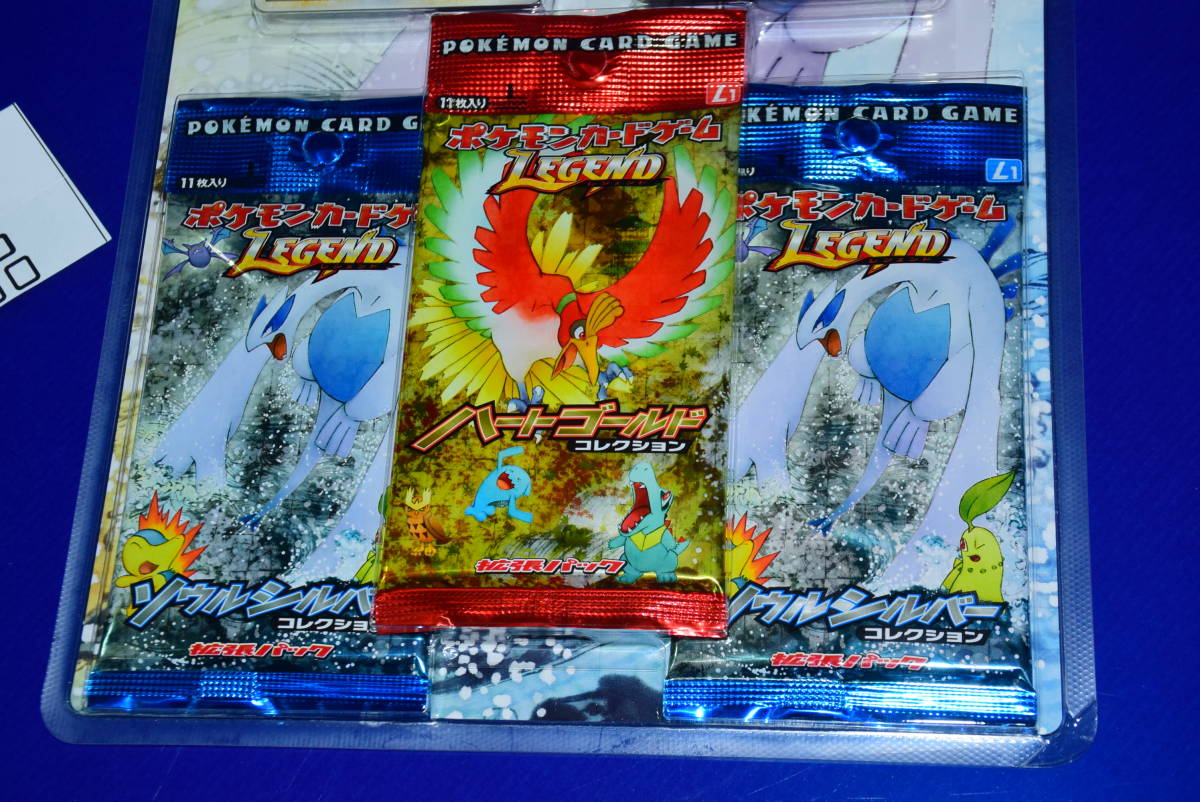 POKÉMON CARD G
11枚入り
ポケモンカードゲ
LEGEND
ソウルシルバ
コレクション
拡張パック
POKÉMON CARD GAME
11枚入り
L1
ポケモンカードゲーム
LEGEND
ハートゴールド
コレクション
拡張パック
POKÉMON CARD GAME
入り
L1
ポケモンカードゲーム
LEGEND
ソウルシルバー
コレクション
拡張パック